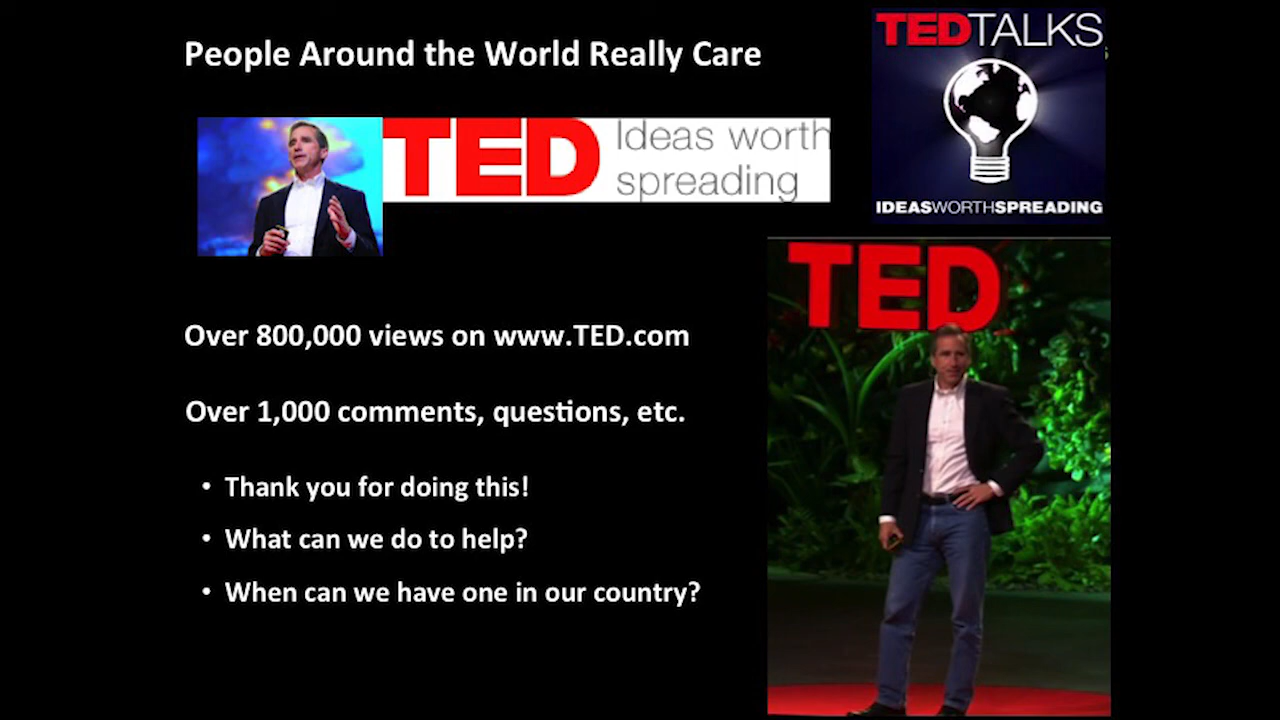 People Around the World Really Care
TEDTALKS
IDEASWORTHSPREADING
TED Ideas worth
spreading
TED
Over 800,000 views on www.TED.com
Over 1,000 comments, questions, etc.
• Thank you for doing this!
• What can we do to help?
• When can we have one in our country?